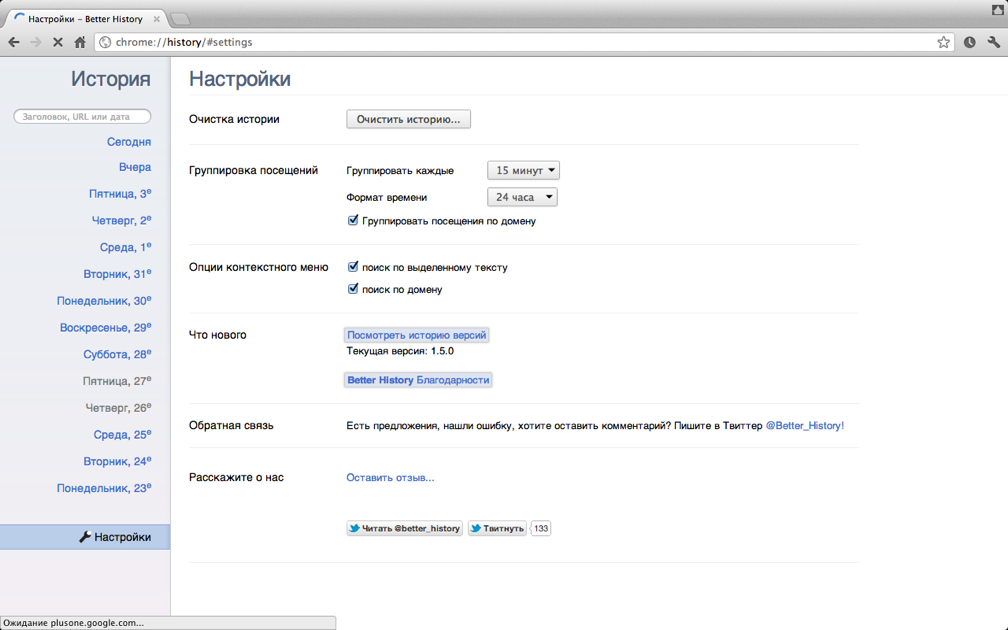 Настройки – Better History
chrome://history/#settings
История
Заголовок, URL или дата
Сегодня
Вчера
Пятница, 3е
Четверг, 2е
Среда, 1е
Вторник, 31е
Понедельник, 30е
Воскресенье, 29е
Суббота, 28е
Пятница, 27е
Четверг, 26е
Среда, 25е
Вторник, 24е
Понедельник, 23е
Настройки
Настройки
Очистка истории
Очистить историю...
Группировка посещений
Группировать каждые
15 минут
Формат времени
24 часа
Группировать посещения по домену
Опции контекстного меню
поиск по выделенному тексту
поиск по домену
Что нового
Посмотреть историю версий
Текущая версия: 1.5.0
Better History Благодарности
Обратная связь
Есть предложения, нашли ошибку, хотите оставить комментарий? Пишите в Твиттер @Better_History!
Расскажите о нас
Оставить отзыв...
Читать @better_history
Твитнуть
133
Ожидание plusone.google.com...